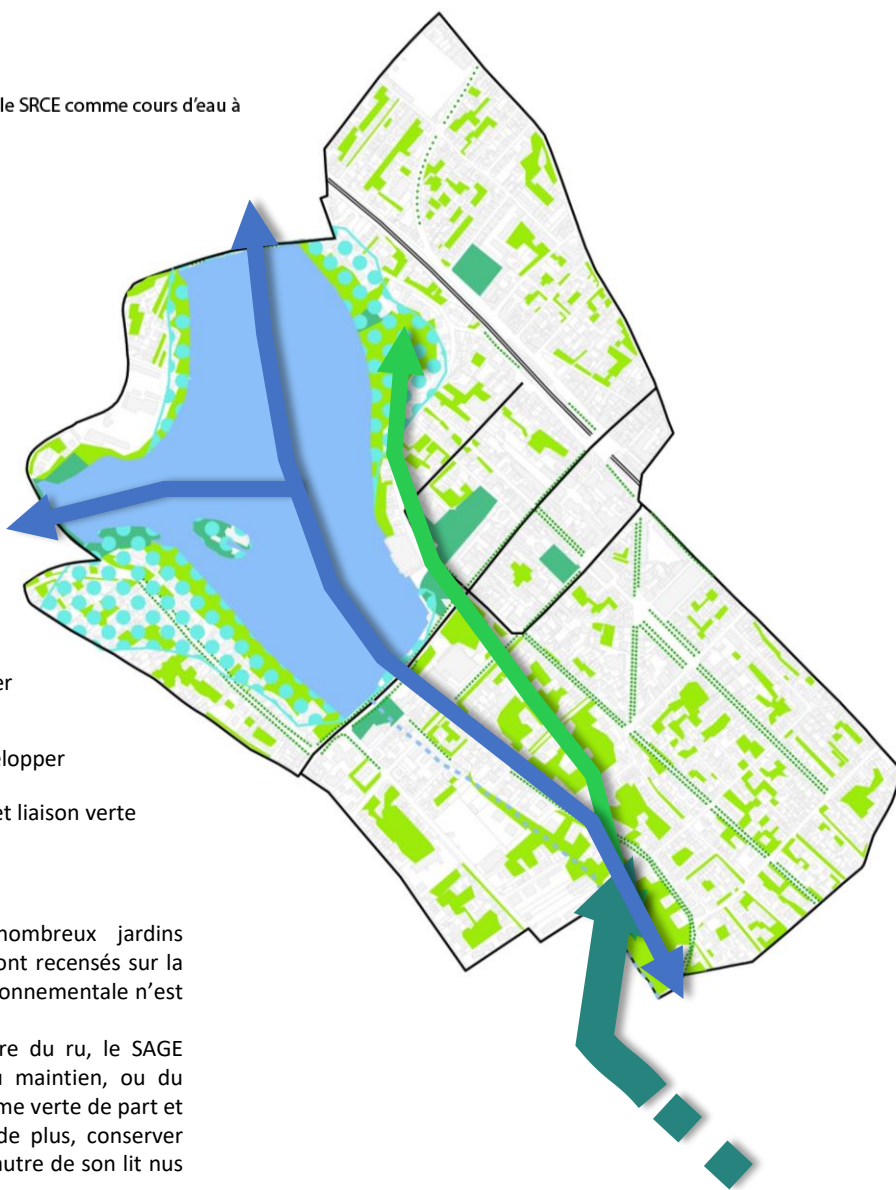 le SRCE comme cours d'eau à
er
elopper
et liaison verte
nombreux jardins
ont recensés sur la
onnementale n'est
re du ru, le SAGE
u maintien, ou du
me verte de part et
de plus, conserver
autre de son lit nus